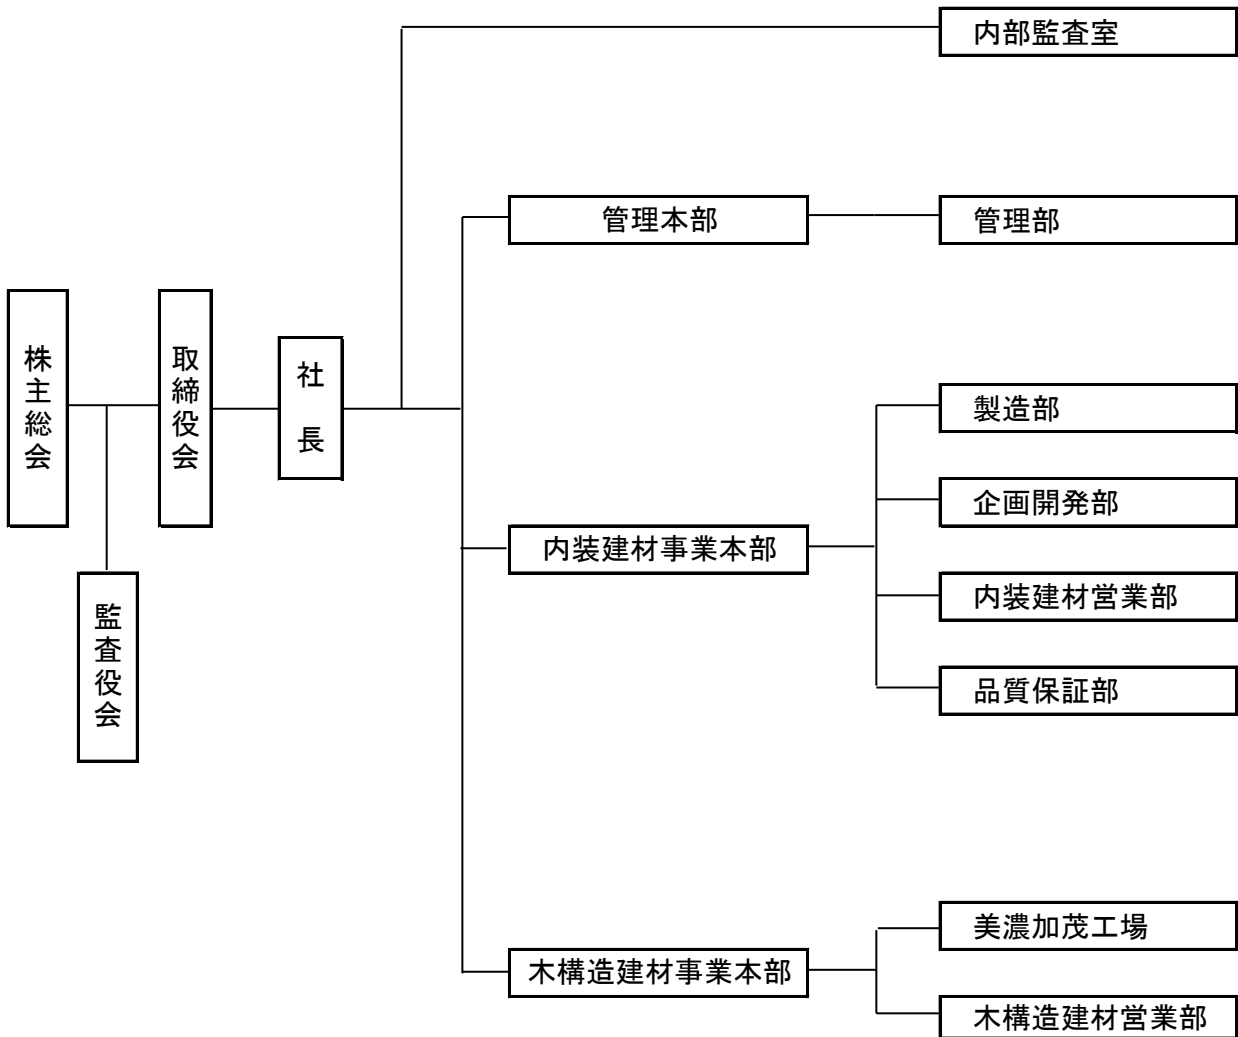 内部監査室
管理本部
管理部
株主総会
取締役会
社長
製造部
企画開発部
内装建材事業本部
内装建材営業部
監査役会
品質保証部
美濃加茂工場
木構造建材事業本部
木構造建材営業部